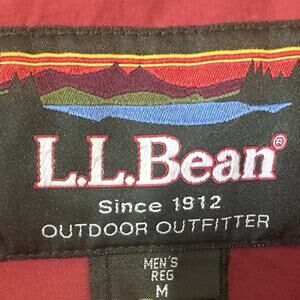 L.L.Bean®
Since 1912
OUTDOOR OUTFITTER
MEN'S
REG
M